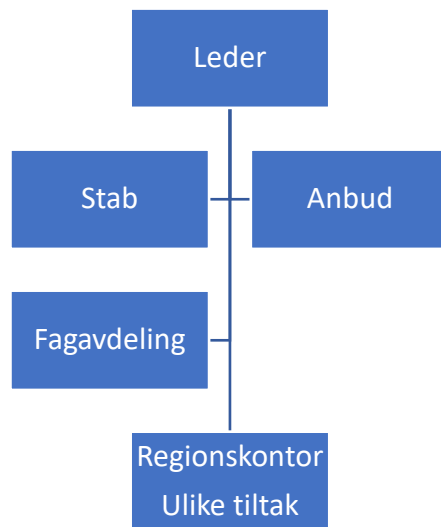 Leder
Stab
Anbud
Fagavdeling
Regionskontor
Ulike tiltak